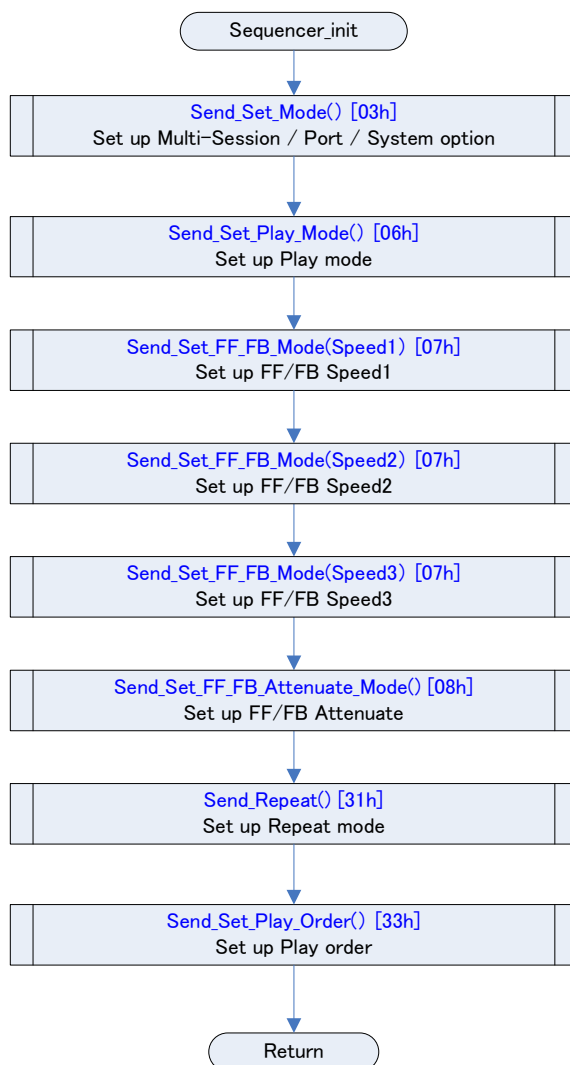 Sequencer_init
Send_Set_Mode() [03h]
Set up Multi-Session / Port / System option
Send_Set_Play_Mode() [06h]
Set up Play mode
Send_Set_FF_FB_Mode(Speed1) [07h]
Set up FF/FB Speed1
Send_Set_FF_FB_Mode(Speed2) [07h]
Set up FF/FB Speed2
Send_Set_FF_FB_Mode(Speed3) [07h]
Set up FF/FB Speed3
Send_Set_FF_FB_Attenuate_Mode() [08h]
Set up FF/FB Attenuate
Send_Repeat() [31h]
Set up Repeat mode
Send_Set_Play_Order() [33h]
Set up Play order
Return